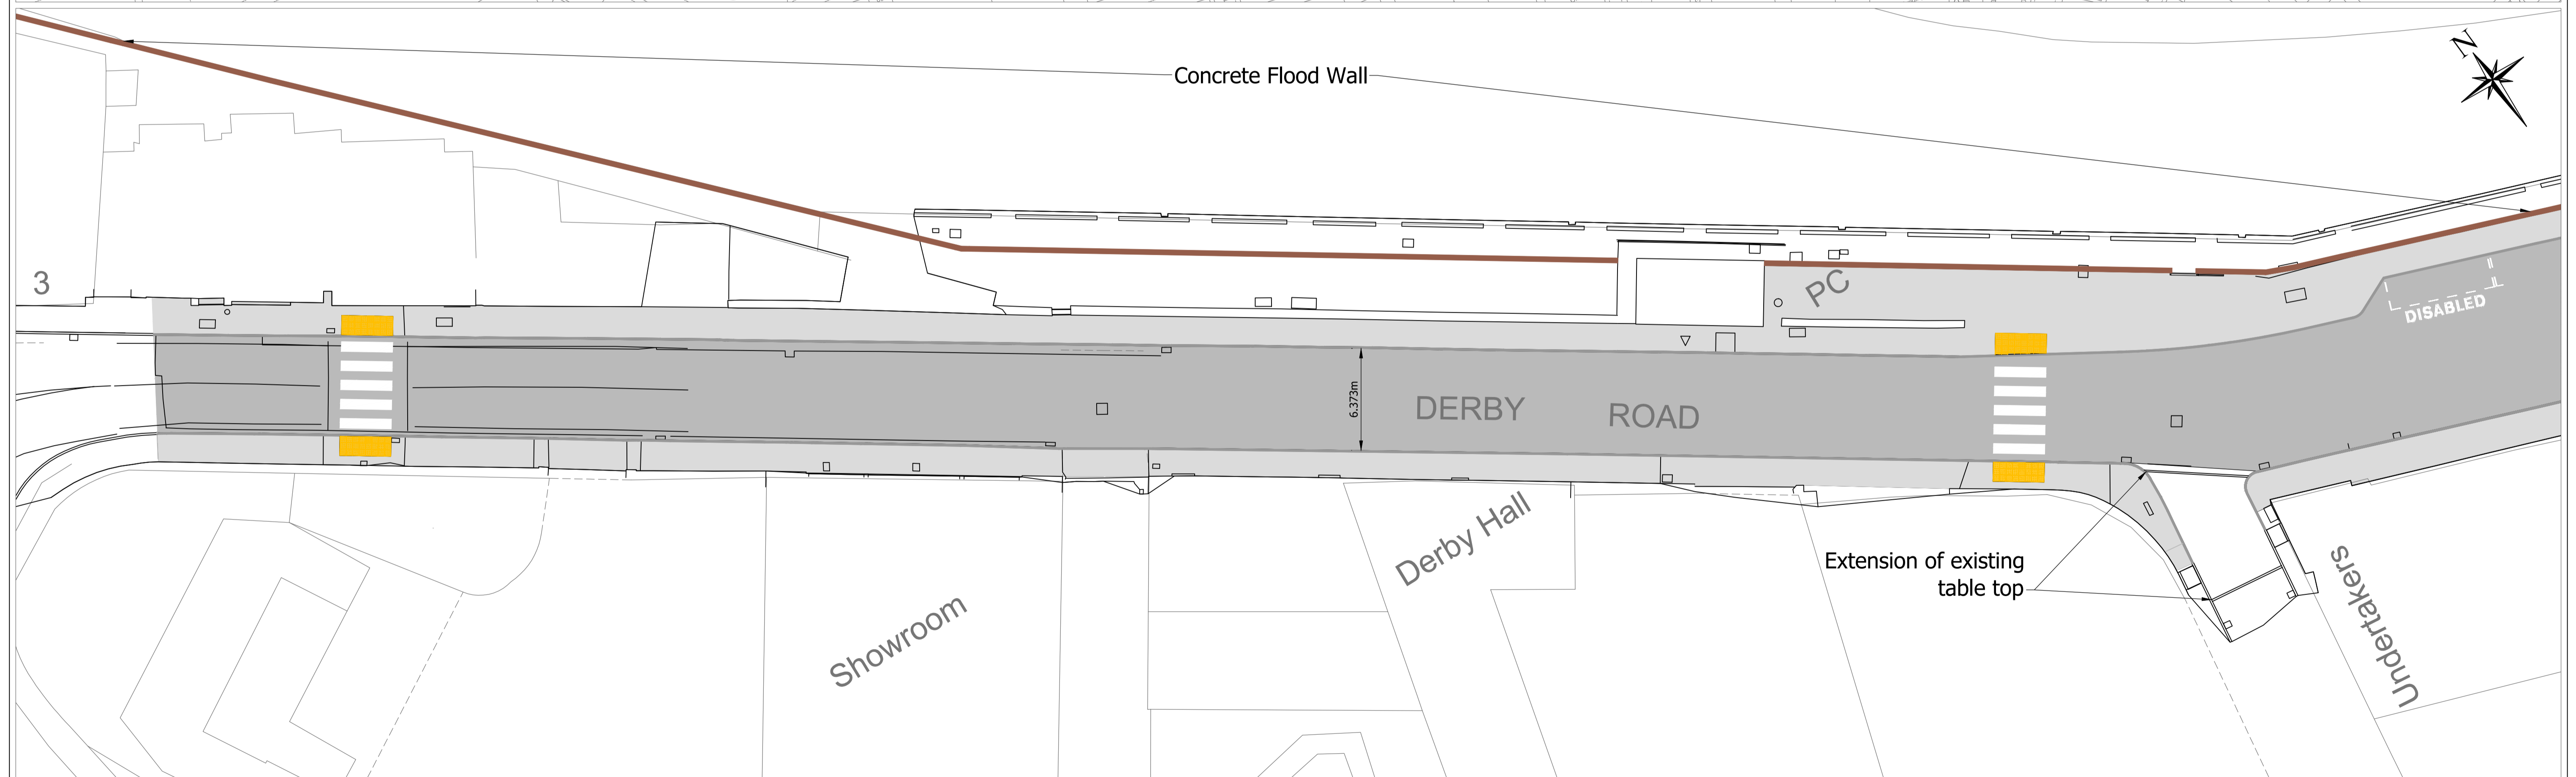 N
Concrete Flood Wall
3
PC
DISABLED
6.373m
DERBY ROAD
Derby Hall
Extension of existing
table top
Showroom
Undertakers